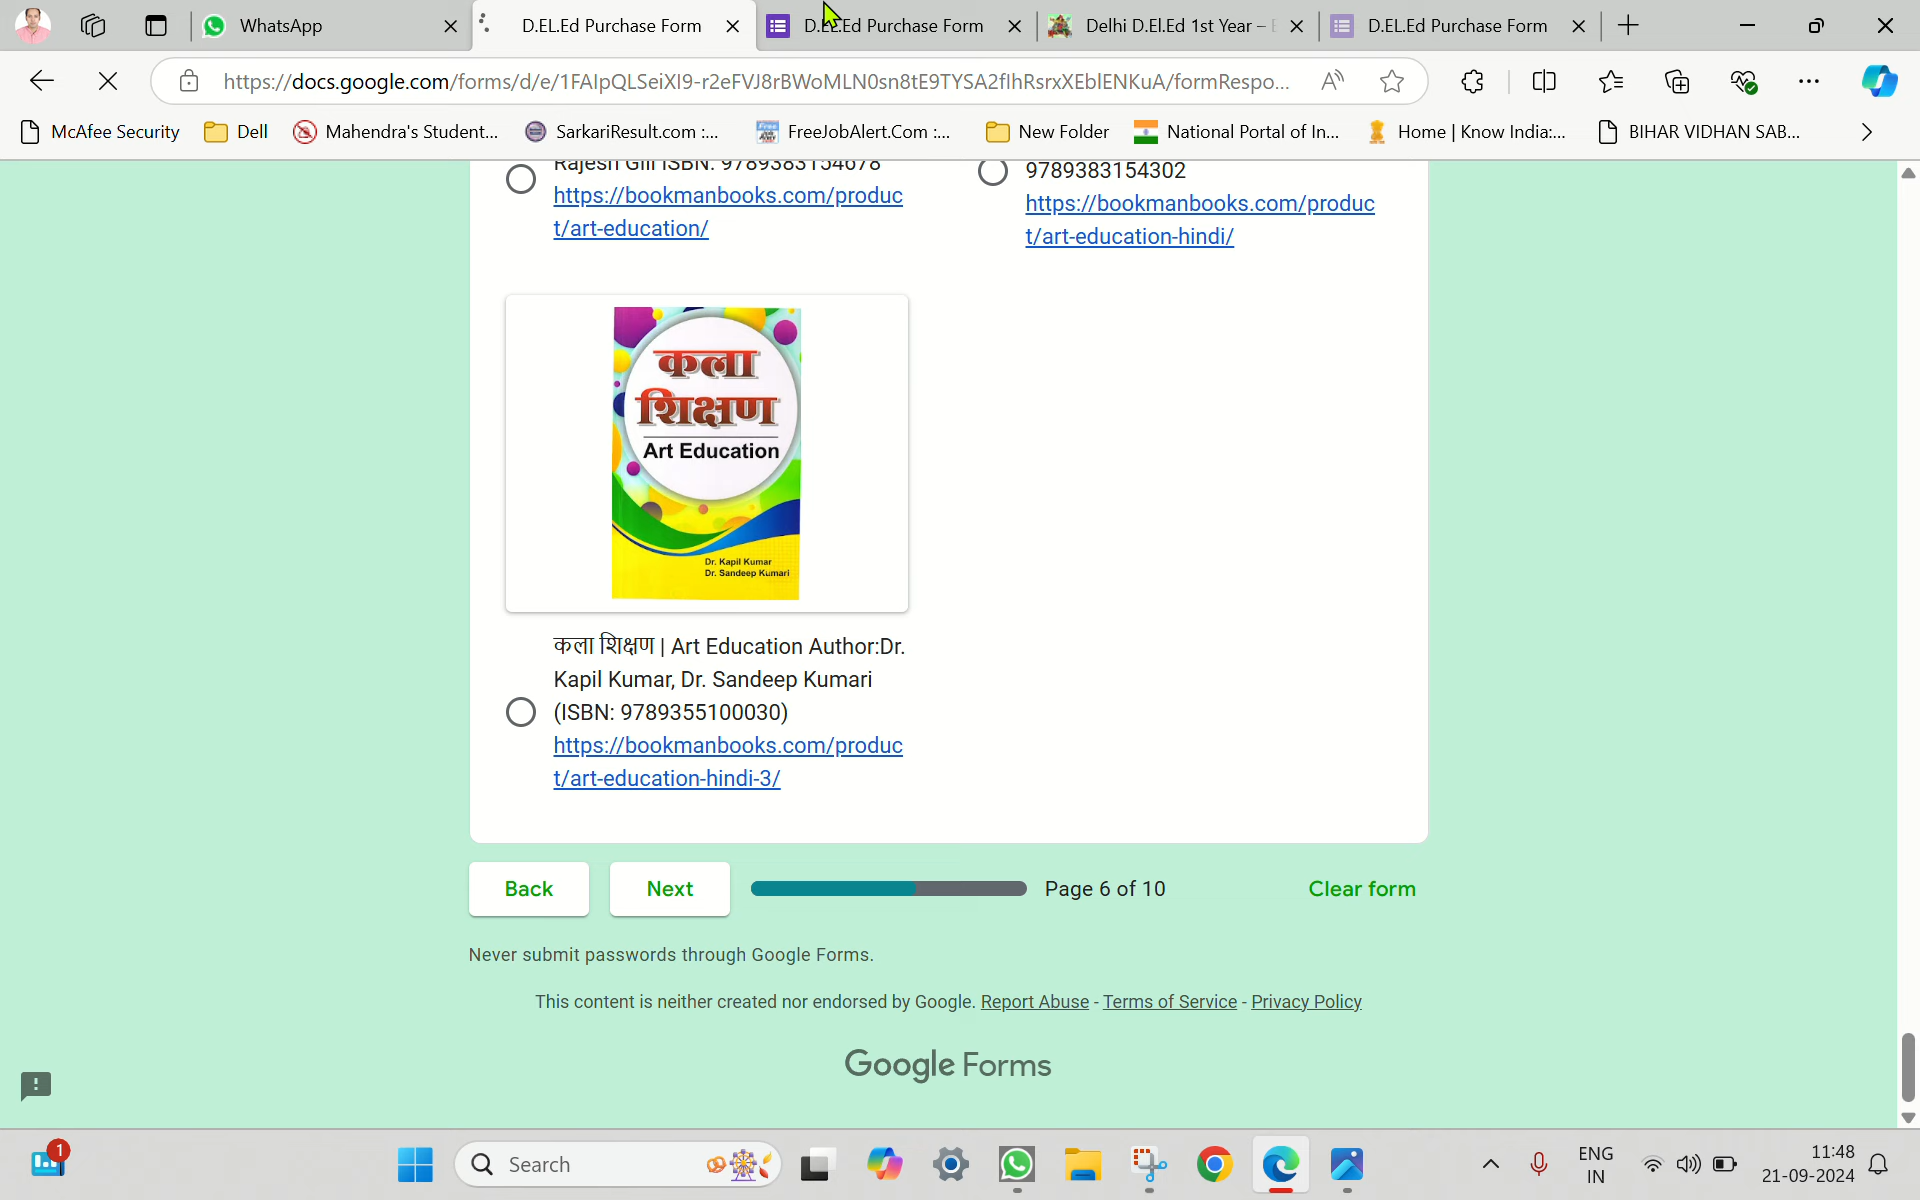 WhatsApp
D.EL.Ed Purchase Form
D.EL.Ed Purchase Form
Delhi D.El.Ed 1st Year –
D.EL.Ed Purchase Form
https://docs.google.com/forms/d/e/1FAIpQLSeiXI9-r2eFVJ8rBWoMLN0sn8tE9TYSA2flhRsrxXEblENKuA/formRespo...
McAfee Security
Dell
Mahendra's Student...
SarkariResult.com :...
FreeJobAlert.Com :...
New Folder
National Portal of In...
Home | Know India:...
BIHAR VIDHAN SAB...
Rajesh Gill ISBN: 9789383154678
https://bookmanbooks.com/produc
t/art-education/
9789383154302
https://bookmanbooks.com/produc
t/art-education-hindi/
कला
शिक्षण
Art Education
Dr. Kapil Kumar
Dr. Sandeep Kumari
कला शिक्षण | Art Education Author:Dr.
Kapil Kumar, Dr. Sandeep Kumari
(ISBN: 9789355100030)
https://bookmanbooks.com/produc
t/art-education-hindi-3/
Back
Next
Page 6 of 10
Clear form
Never submit passwords through Google Forms.
This content is neither created nor endorsed by Google. Report Abuse - Terms of Service - Privacy Policy
Google Forms
1
Search
ENG
IN
11:48
21-09-2024